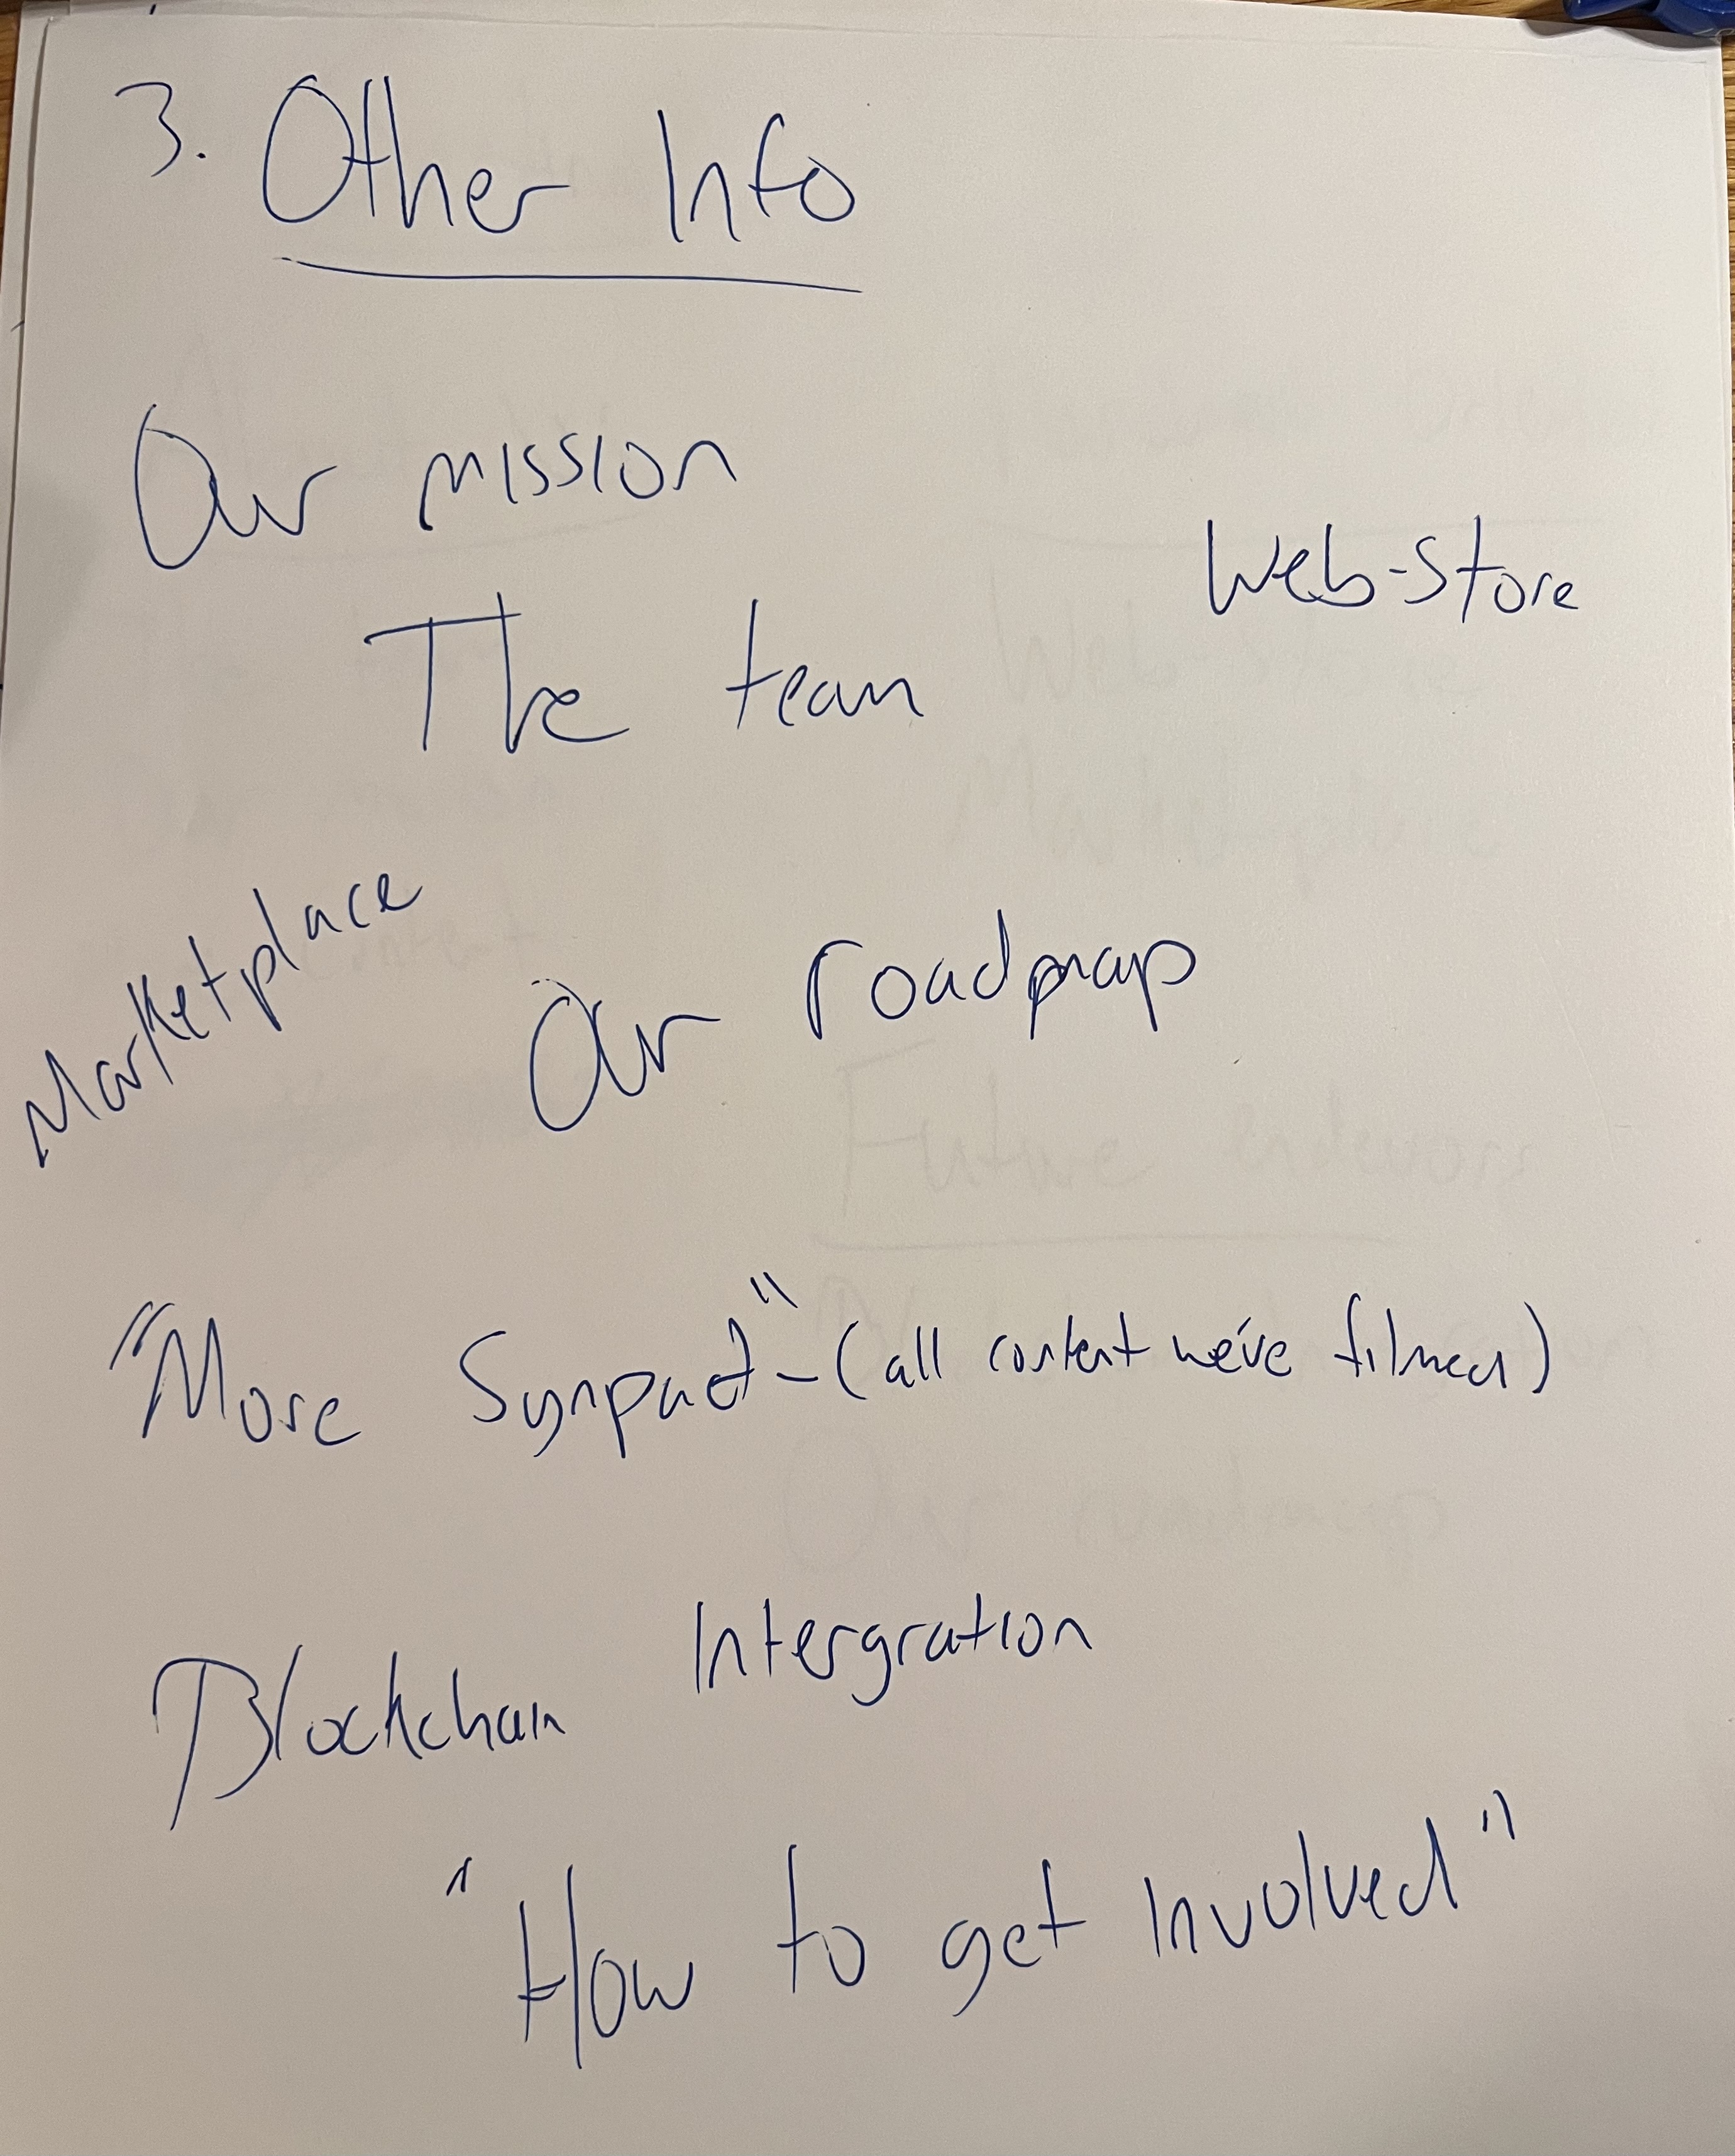 3. Other Info
Our mission
Web-Store
The team
Marketplace
Our roadmap
"More Synpact" - (all content we've filmed)
Blockchain Intergration
"How to get involved"